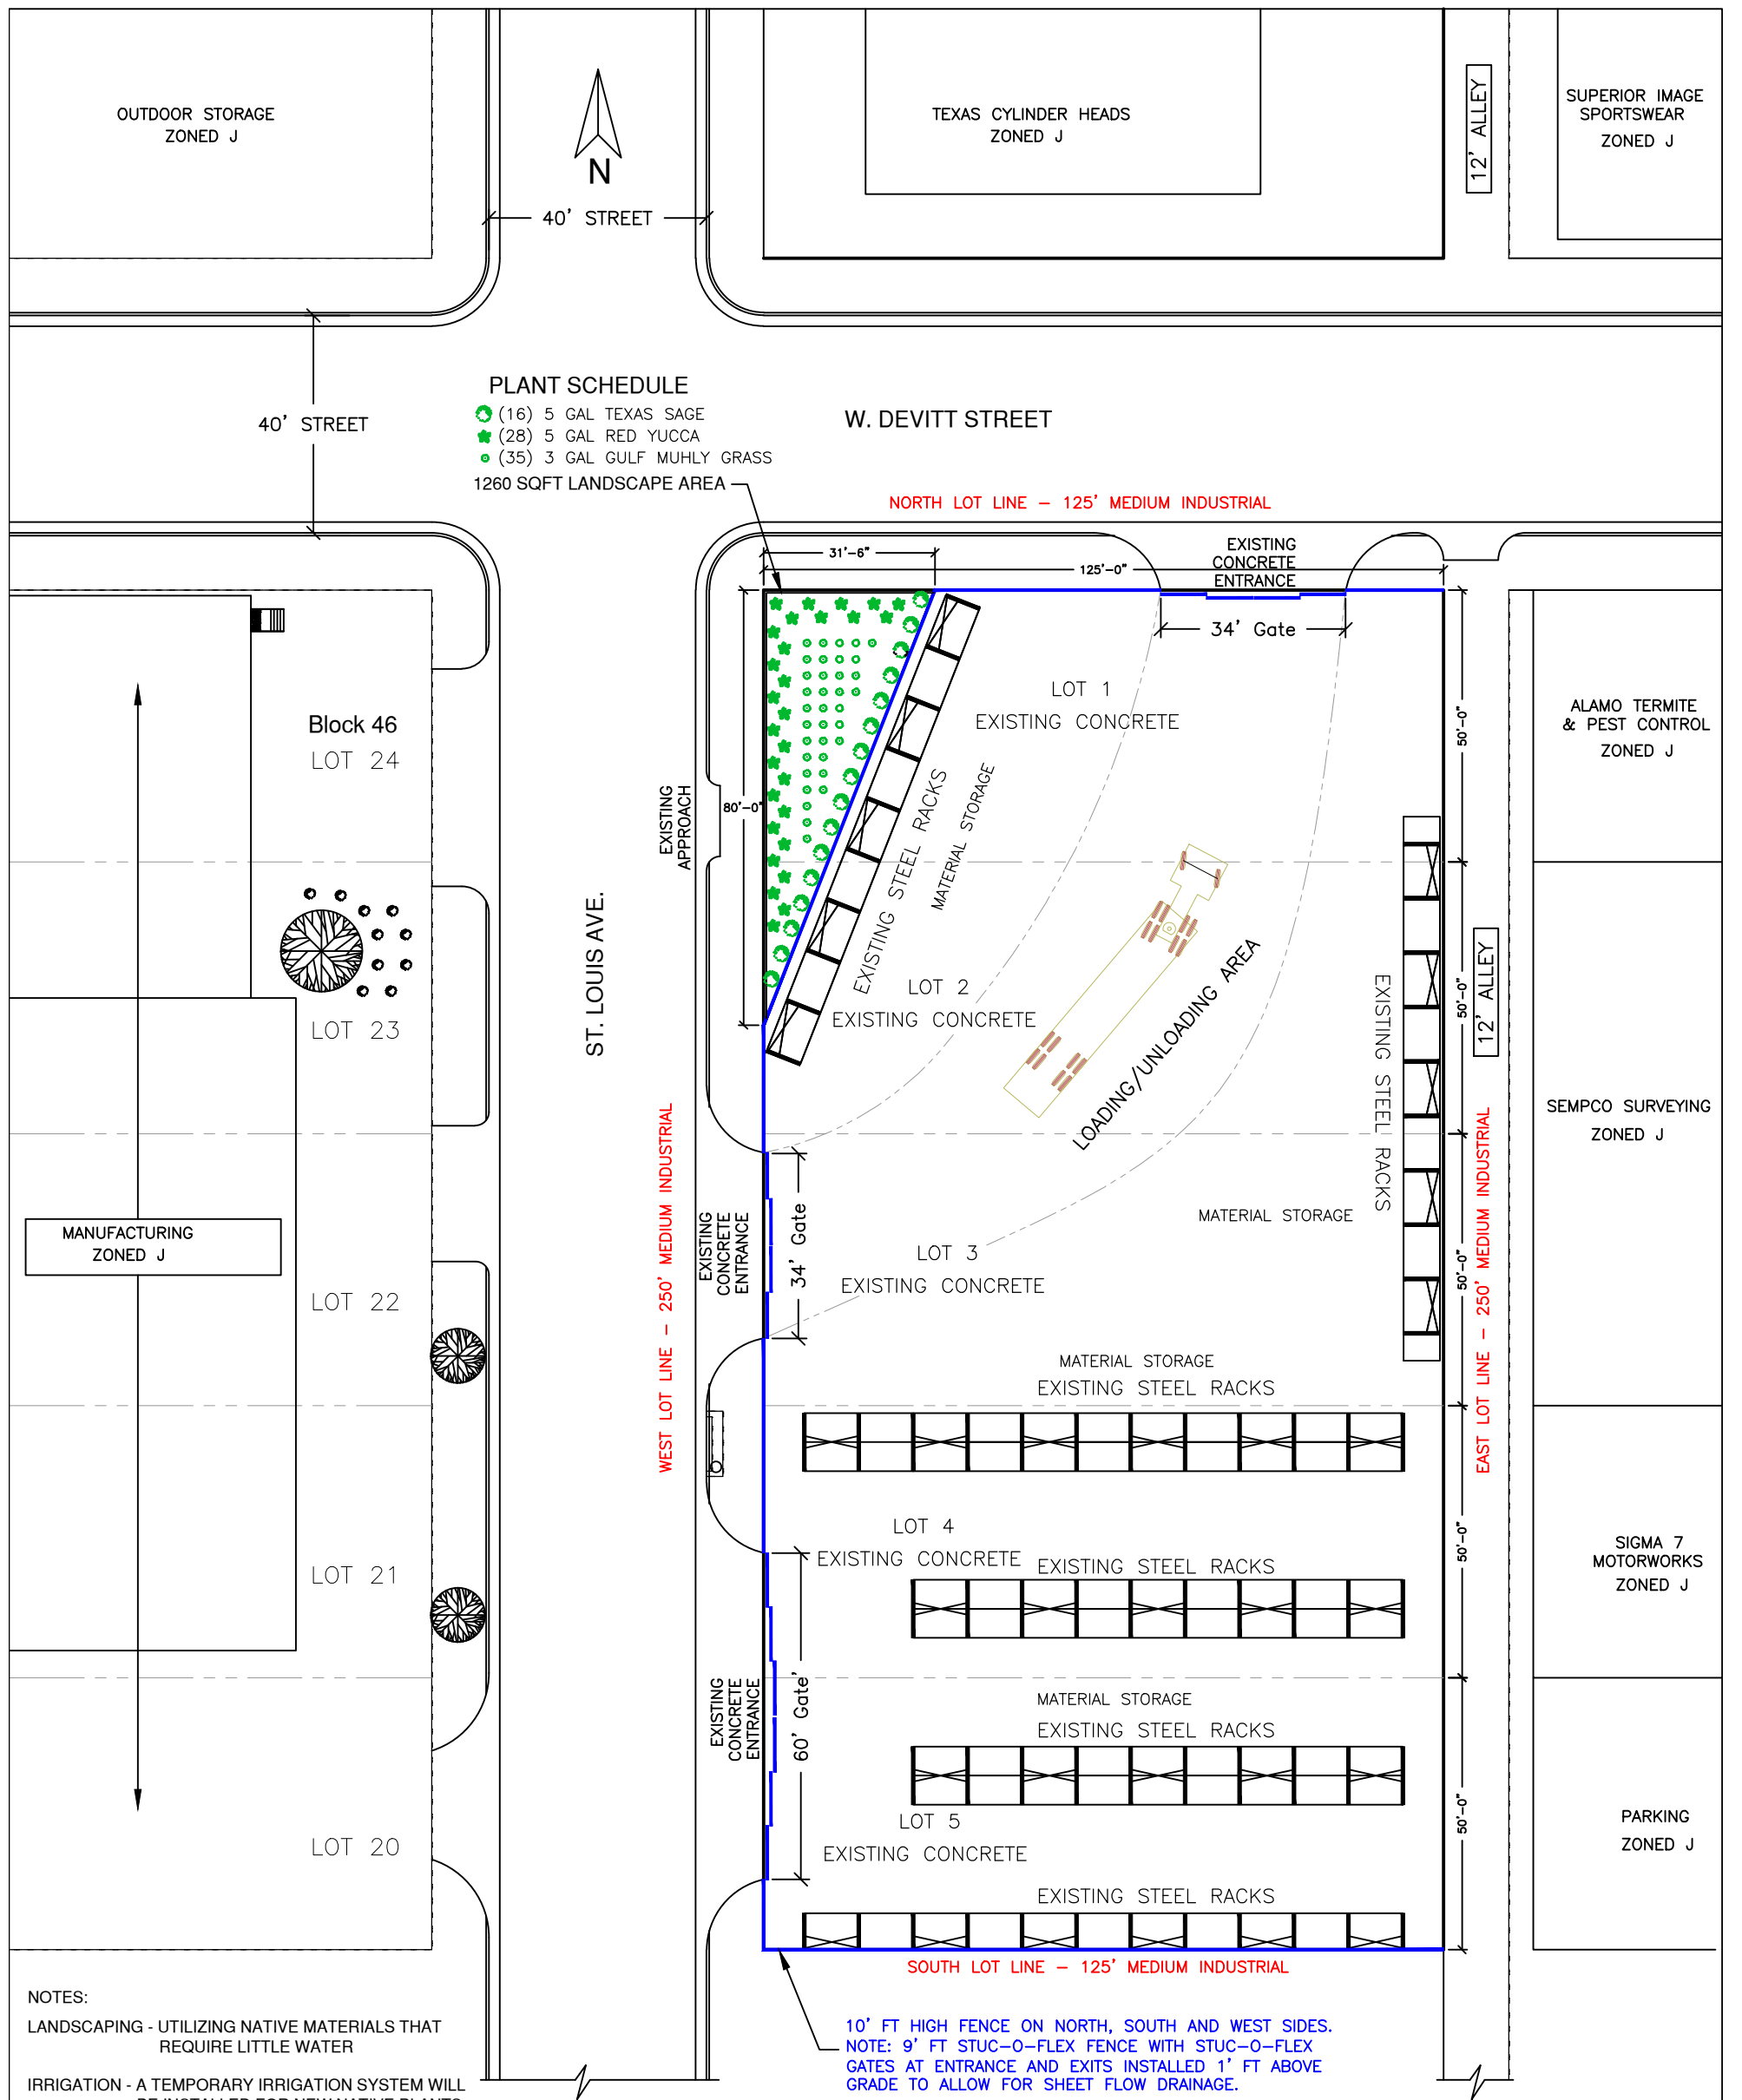 OUTDOOR STORAGE
ZONED J
N
40' STREET
TEXAS CYLINDER HEADS
ZONED J
12' ALLEY
SUPERIOR IMAGE
SPORTSWEAR
ZONED J
40' STREET
PLANT SCHEDULE
(16) 5 GAL TEXAS SAGE
(28) 5 GAL RED YUCCA
(35) 3 GAL GULF MUHLY GRASS
1260 SQFT LANDSCAPE AREA
W. DEVITT STREET
NORTH LOT LINE - 125' MEDIUM INDUSTRIAL
31'-6"
125'-0"
EXISTING
CONCRETE
ENTRANCE
34' Gate
LOT 1
EXISTING CONCRETE
50'-0"
ALAMO TERMITE
& PEST CONTROL
ZONED J
Block 46
LOT 24
EXISTING
APPROACH
80'-0"
EXISTING STEEL RACKS
MATERIAL STORAGE
ST. LOUIS AVE.
LOT 2
EXISTING CONCRETE
LOADING/UNLOADING AREA
EXISTING STEEL RACKS
50'-0"
12' ALLEY
LOT 23
SEMPCO SURVEYING
ZONED J
WEST LOT LINE - 250' MEDIUM INDUSTRIAL
EXISTING
CONCRETE
ENTRANCE
34' Gate
MATERIAL STORAGE
LOT 3
EXISTING CONCRETE
50'-0"
EAST LOT LINE - 250' MEDIUM INDUSTRIAL
MANUFACTURING
ZONED J
LOT 22
MATERIAL STORAGE
EXISTING STEEL RACKS
LOT 4
EXISTING CONCRETE
EXISTING STEEL RACKS
50'-0"
SIGMA 7
MOTORWORKS
ZONED J
LOT 21
EXISTING
CONCRETE
ENTRANCE
60' Gate'
MATERIAL STORAGE
EXISTING STEEL RACKS
LOT 5
EXISTING CONCRETE
50'-0"
PARKING
ZONED J
LOT 20
EXISTING STEEL RACKS
SOUTH LOT LINE - 125' MEDIUM INDUSTRIAL
NOTES:
LANDSCAPING - UTILIZING NATIVE MATERIALS THAT
REQUIRE LITTLE WATER
IRRIGATION - A TEMPORARY IRRIGATION SYSTEM WILL
BE INSTALLED FOR NEW NATIVE PLANTS
10' FT HIGH FENCE ON NORTH, SOUTH AND WEST SIDES.
NOTE: 9' FT STUC-O-FLEX FENCE WITH STUC-O-FLEX
GATES AT ENTRANCE AND EXITS INSTALLED 1' FT ABOVE
GRADE TO ALLOW FOR SHEET FLOW DRAINAGE.